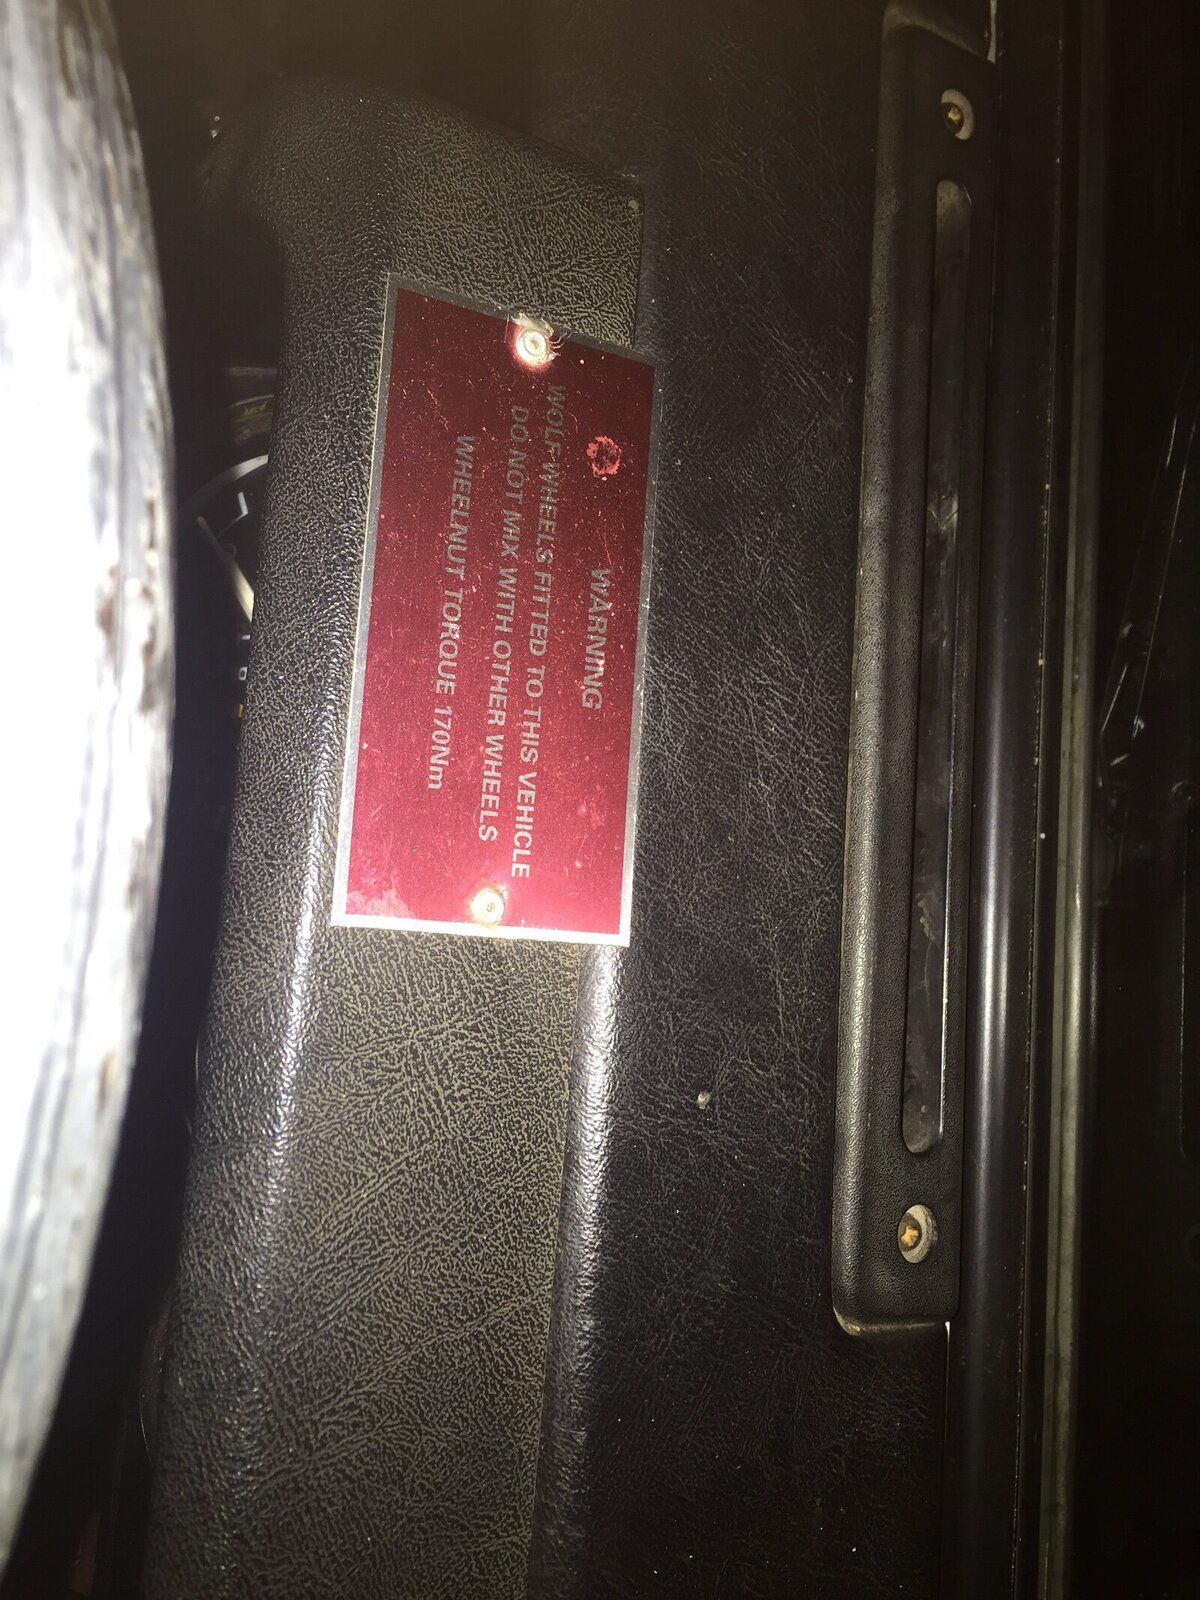 WARNING
WOLF WHEELS FITTED TO THIS VEHICLE
DO NOT MIX WITH OTHER WHEELS
WHEELNUT TORQUE 170Nm